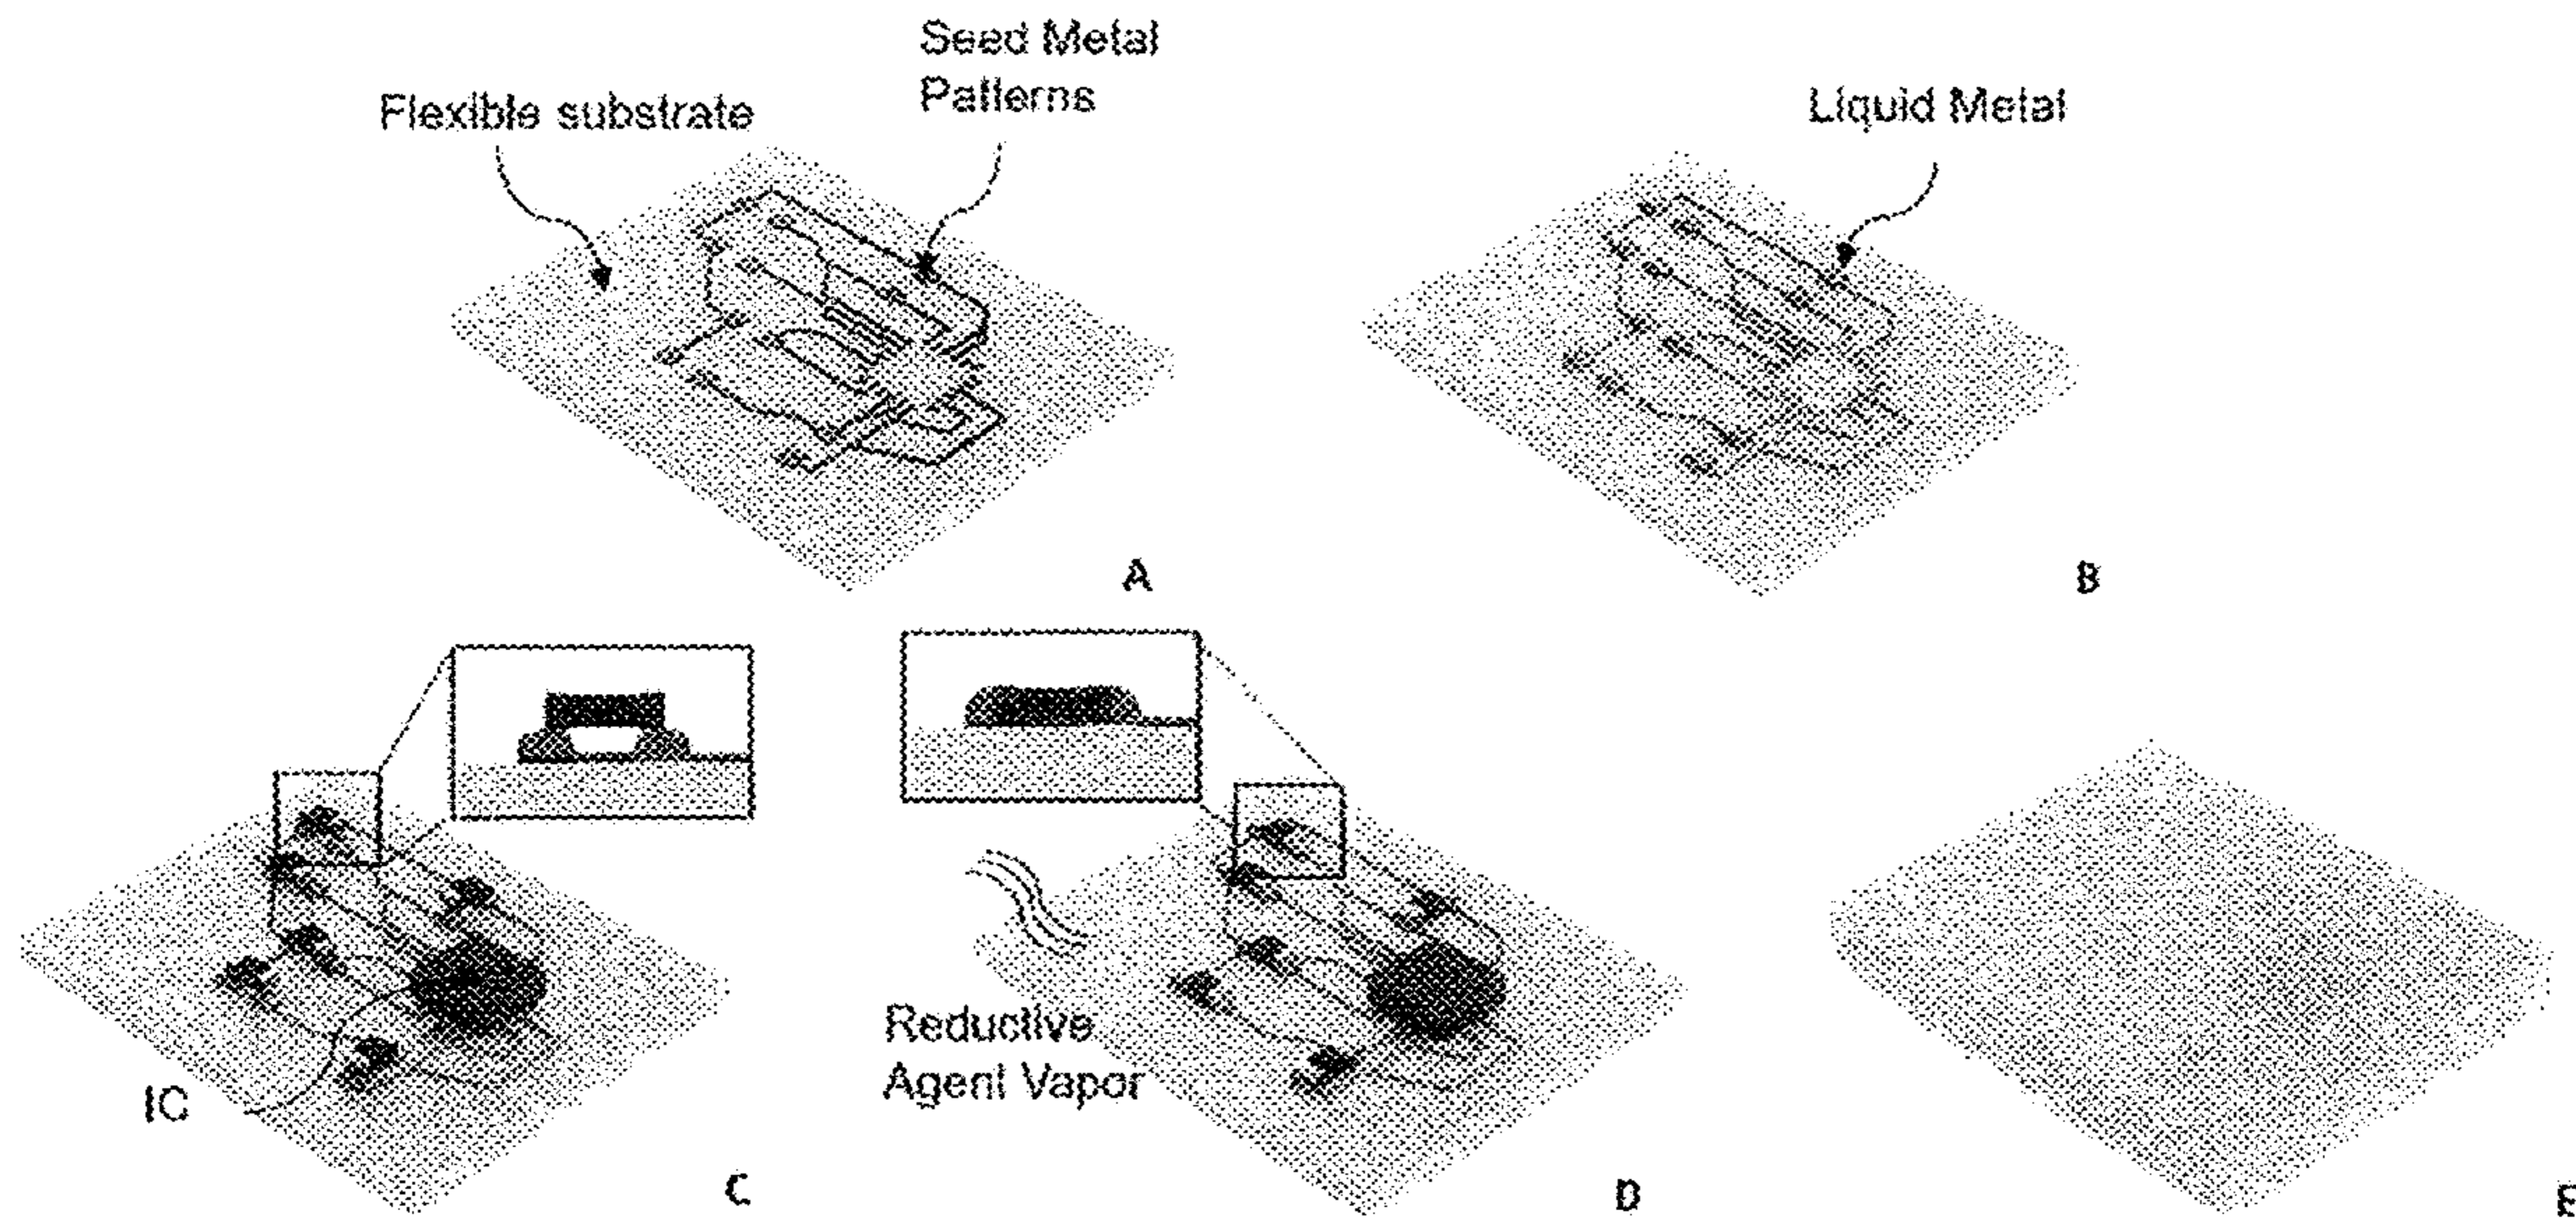 Seed Metal
Patterns
Flexible substrate
Liquid Metal
A
B
IC
Reductive
Agent Vapor
C
D
E